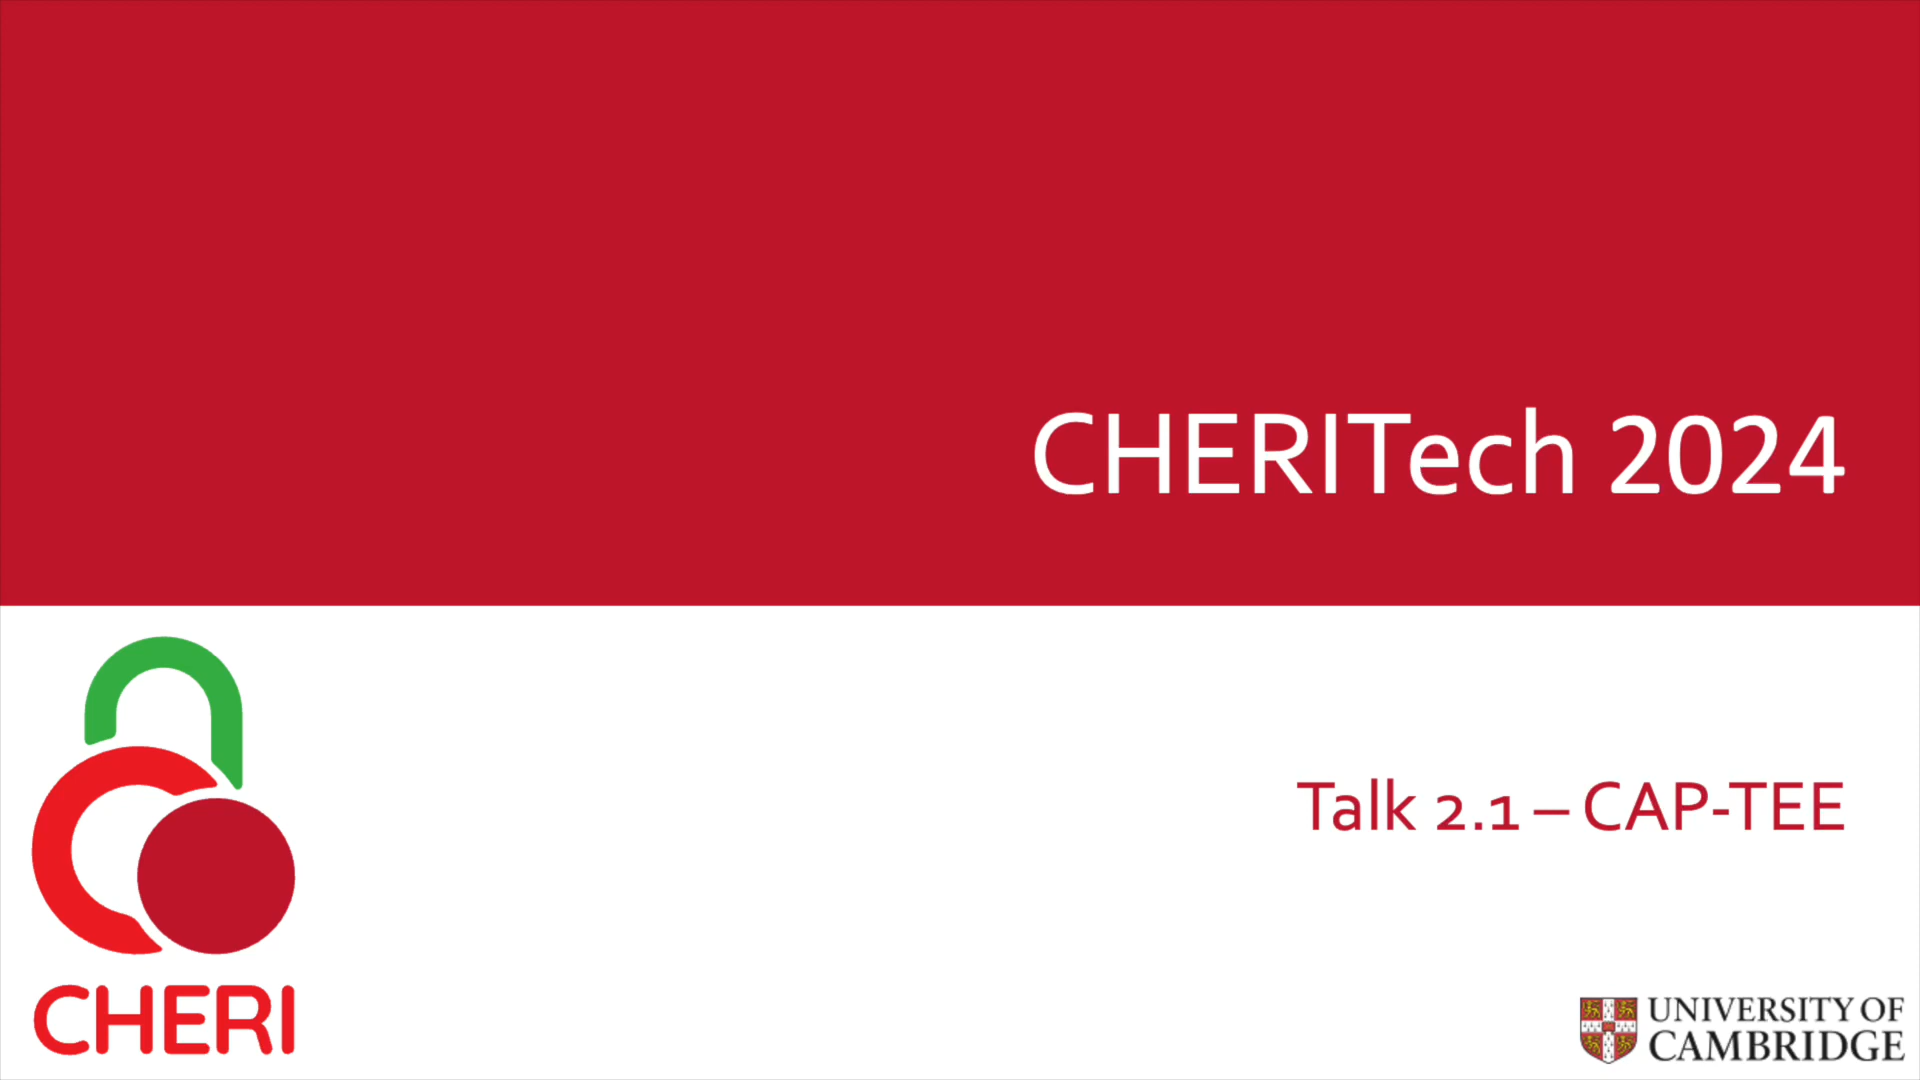 CHERITech 2024
Talk 2.1 – CAP-TEE
CHERI
UNIVERSITY OF
CAMBRIDGE